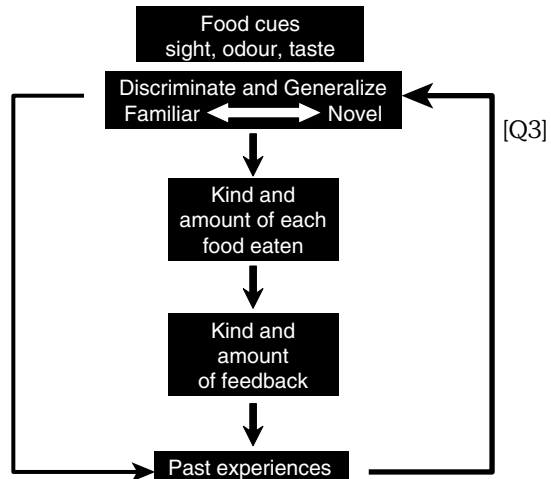 Food cues
sight, odour, taste
Discriminate and Generalize
Familiar Novel
[Q3]
Kind and
amount of each
food eaten
Kind and
amount
of feedback
Past experiences